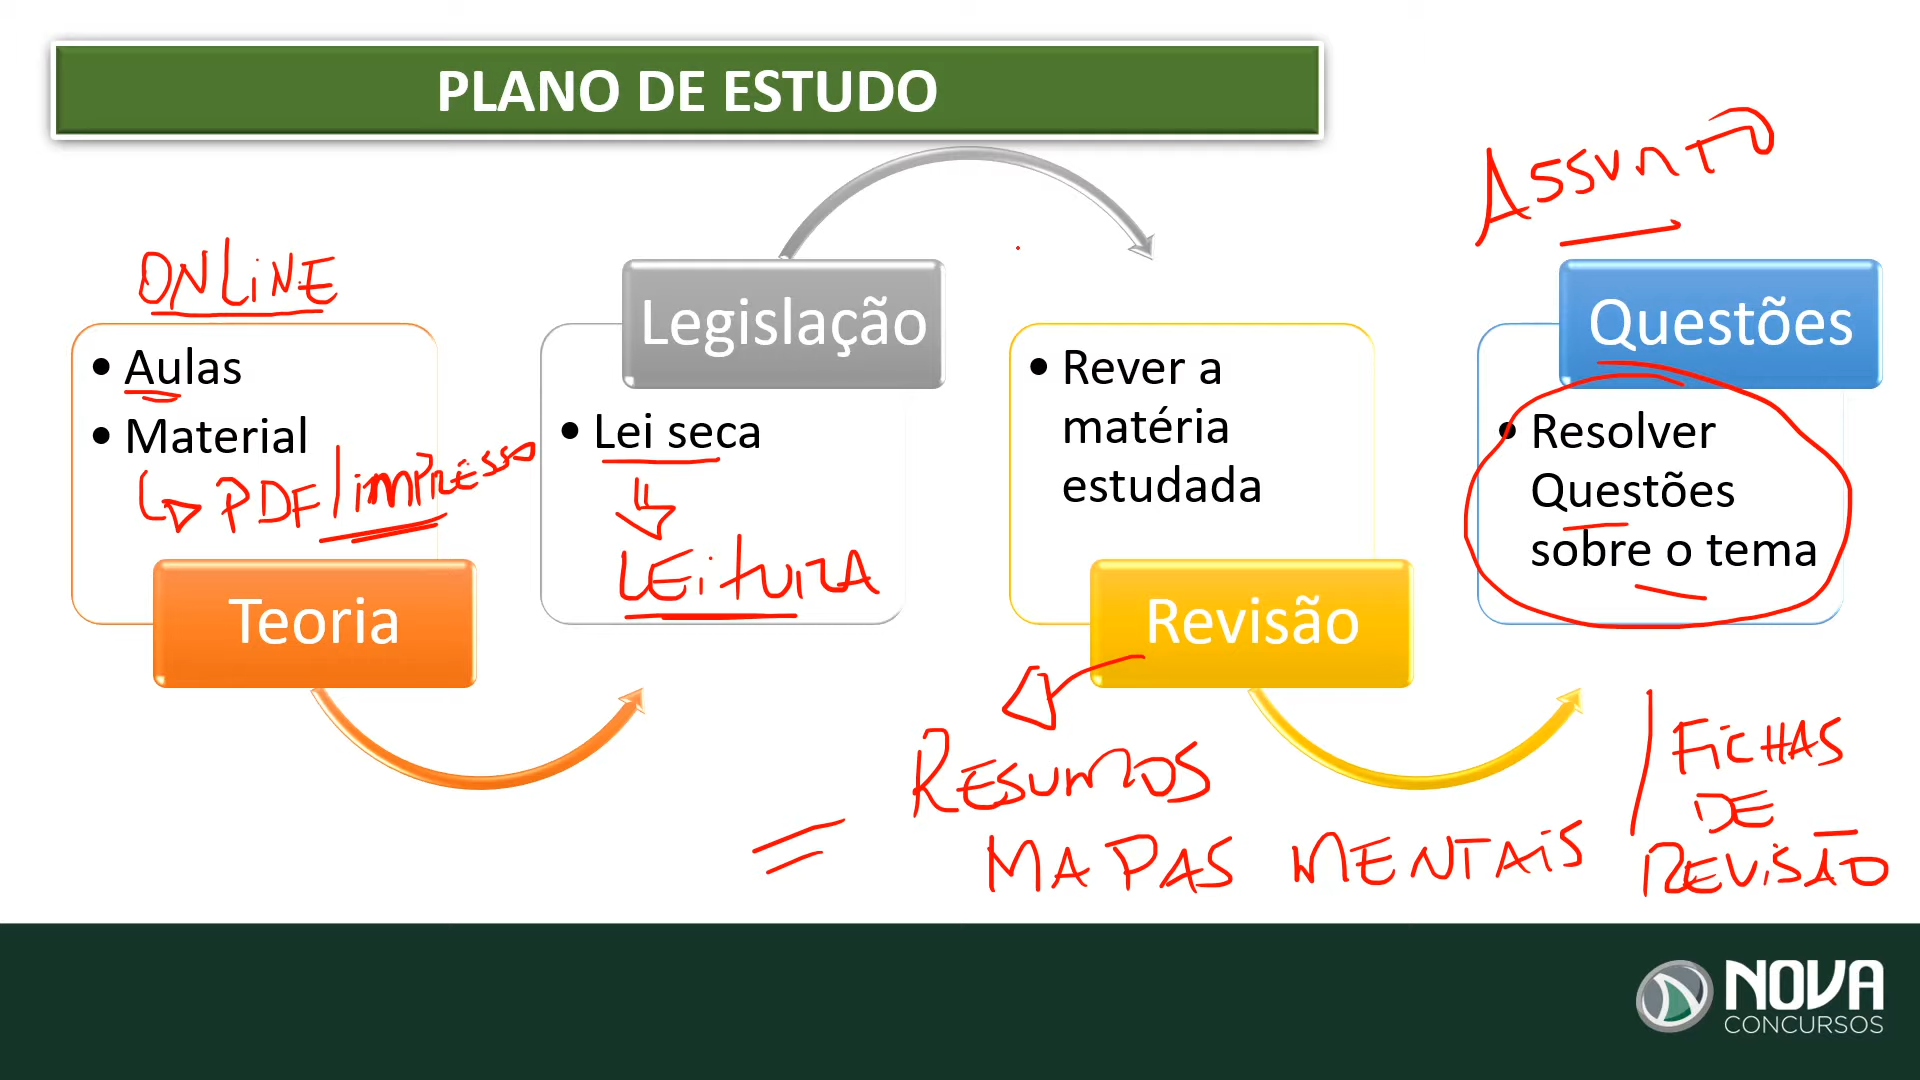 PLANO DE ESTUDO
ONLINE
• Aulas
• Material
↳ PDF/IMPRESSO
Teoria
Legislação
• Lei seca
LEITURA
• Rever a
matéria
estudada
Revisão
RESUMOS
MAPAS MENTAIS
/ FICHAS
DE
REVISÃO
ASSUNTO
Questões
• Resolver
Questões
sobre o tema
NOVA
CONCURSOS